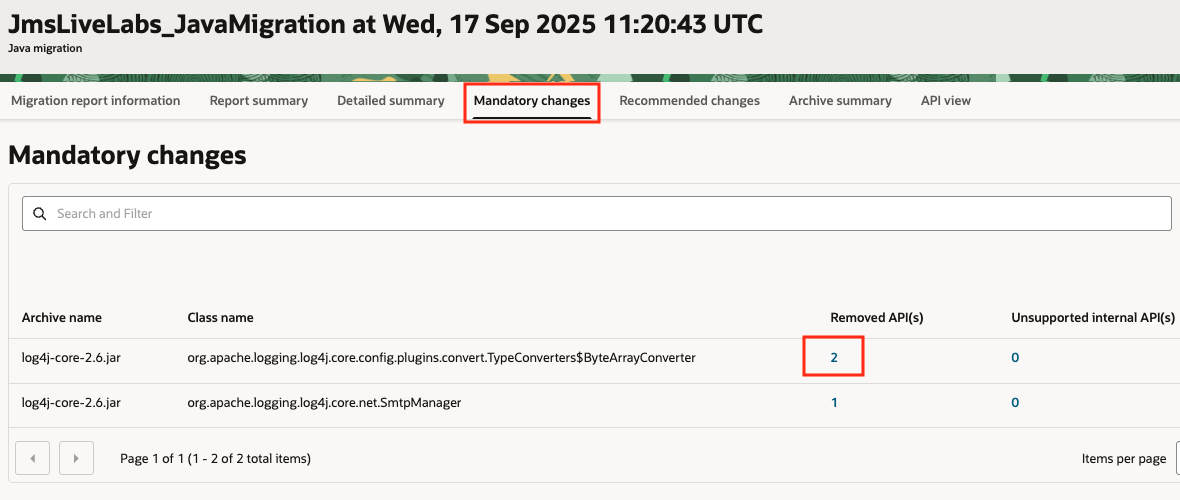 JmsLiveLabs_JavaMigration at Wed, 17 Sep 2025 11:20:43 UTC
Java migration
Migration report information Report summary Detailed summary Mandatory changes Recommended changes Archive summary API view
Mandatory changes
Search and Filter
Archive name Class name Removed API(s) Unsupported internal API(s)
log4j-core-2.6.jar org.apache.logging.log4j.core.config.plugins.convert.TypeConverters$ByteArrayConverter 2 0
log4j-core-2.6.jar org.apache.logging.log4j.core.net.SmtpManager 1 0
Page 1 of 1 (1 - 2 of 2 total items) Items per page